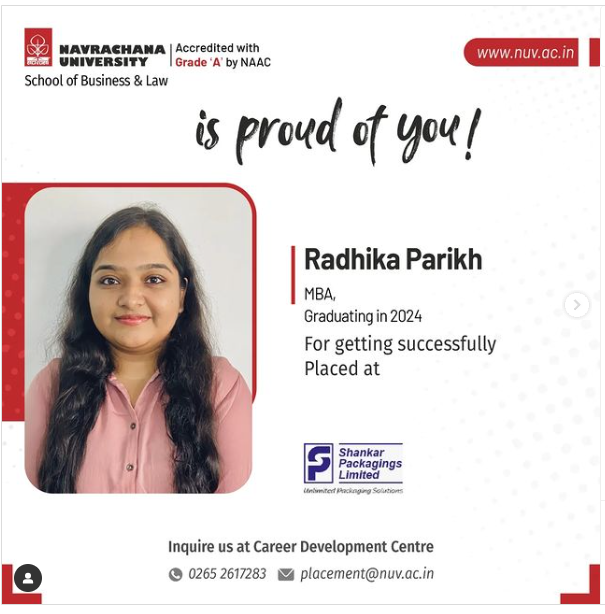 NAVRACHANA
UNIVERSITY
Accredited with
Grade 'A' by NAAC
School of Business & Law
www.nuv.ac.in
is proud of you!
Radhika Parikh
MBA,
Graduating in 2024
For getting successfully
Placed at
Shankar
Packagings
Limited
Unlimited Packaging Solutions
Inquire us at Career Development Centre
0265 2617283 placement@nuv.ac.in